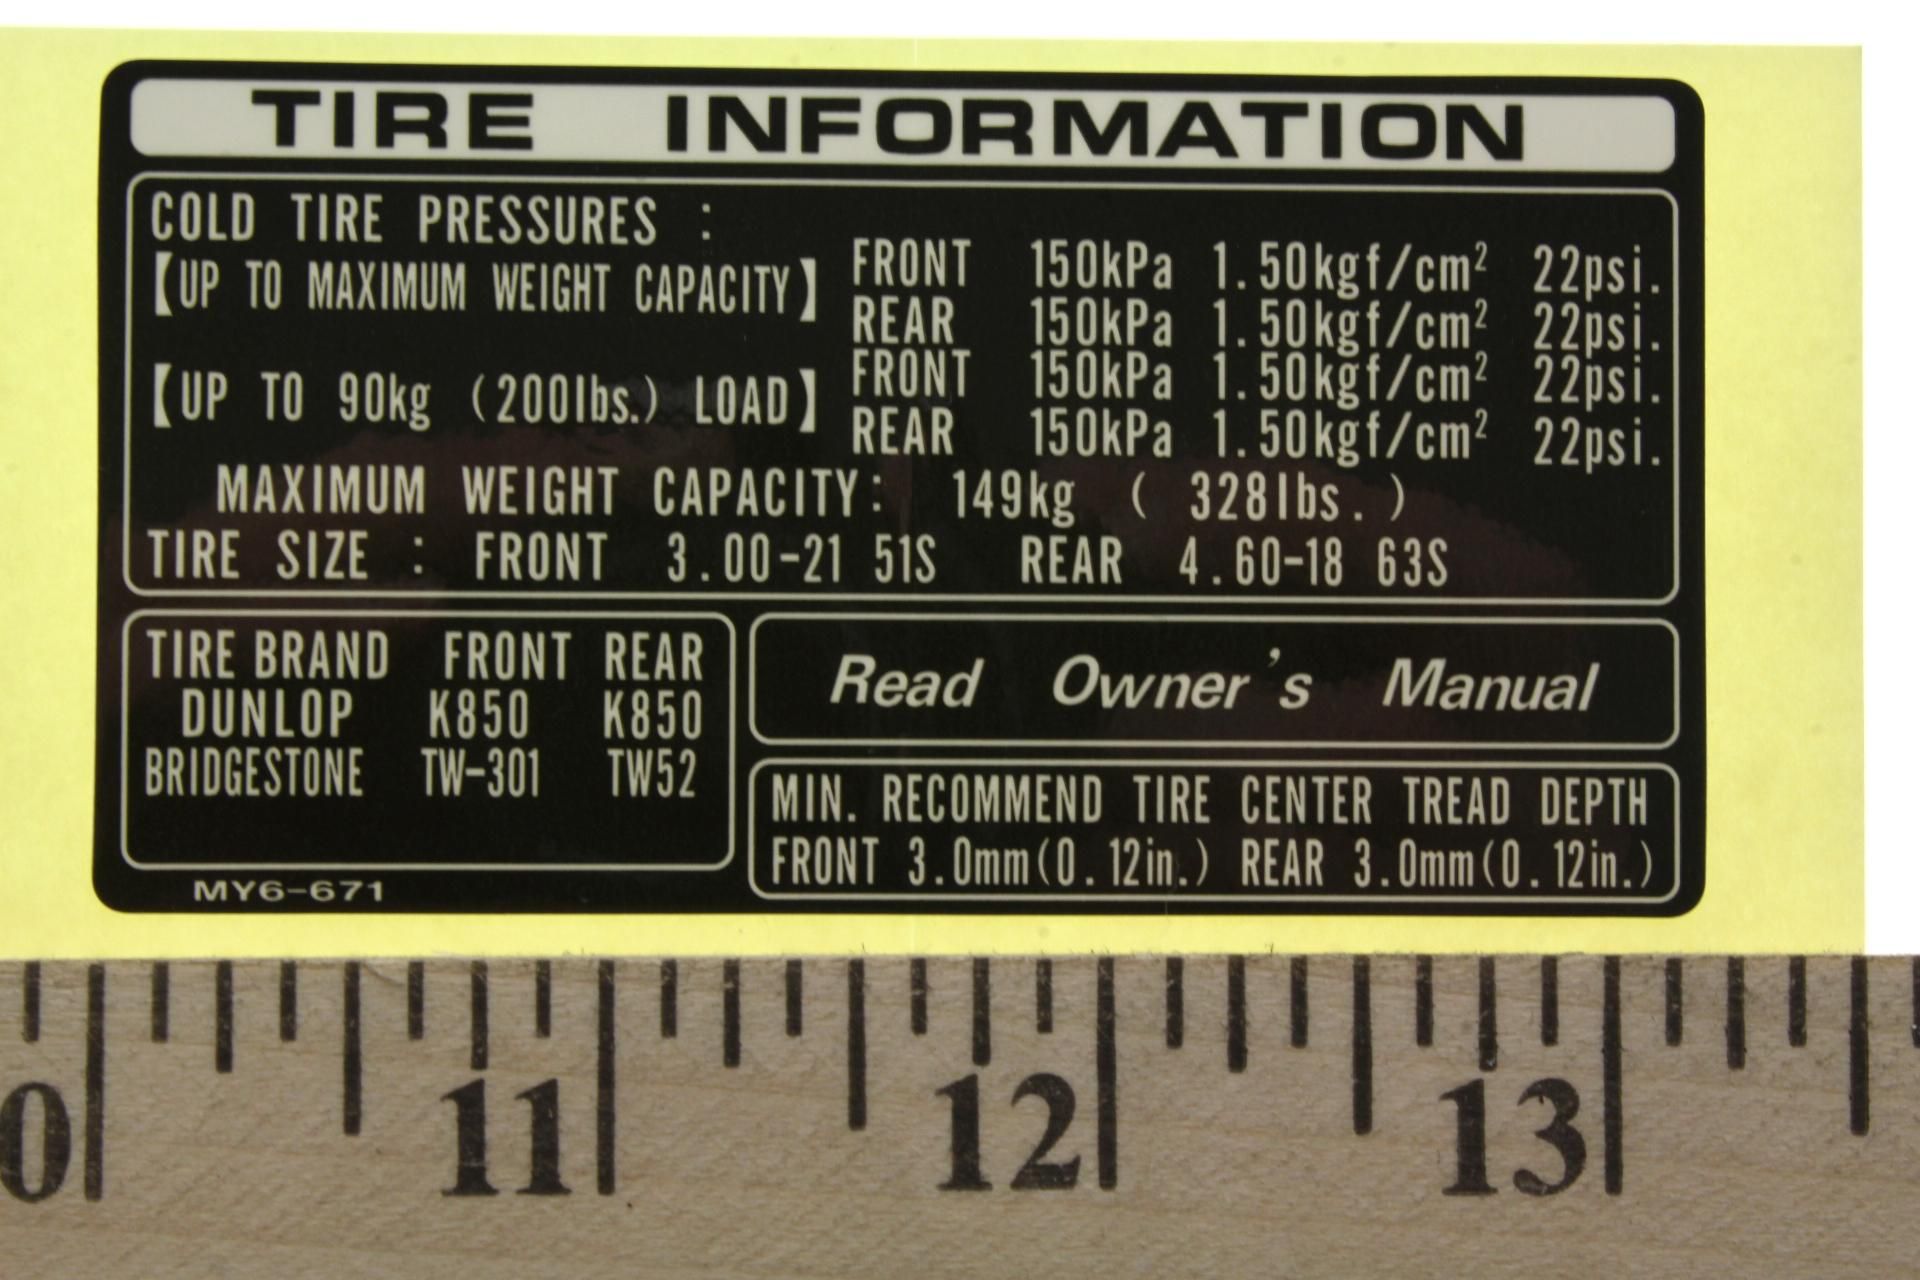 TIRE INFORMATION
COLD TIRE PRESSURES :
【UP TO MAXIMUM WEIGHT CAPACITY】 FRONT 150kPa 1.50kgf/cm² 22psi.
REAR 150kPa 1.50kgf/cm² 22psi.
【UP TO 90kg (200lbs.) LOAD】 FRONT 150kPa 1.50kgf/cm² 22psi.
REAR 150kPa 1.50kgf/cm² 22psi.
MAXIMUM WEIGHT CAPACITY: 149kg ( 328lbs. )
TIRE SIZE : FRONT 3.00-21 51S REAR 4.60-18 63S
TIRE BRAND FRONT REAR
DUNLOP K850 K850
BRIDGESTONE TW-301 TW52
MY6-671
Read Owner's Manual
MIN. RECOMMEND TIRE CENTER TREAD DEPTH
FRONT 3.0mm(0.12in.) REAR 3.0mm(0.12in.)
0 11 12 13